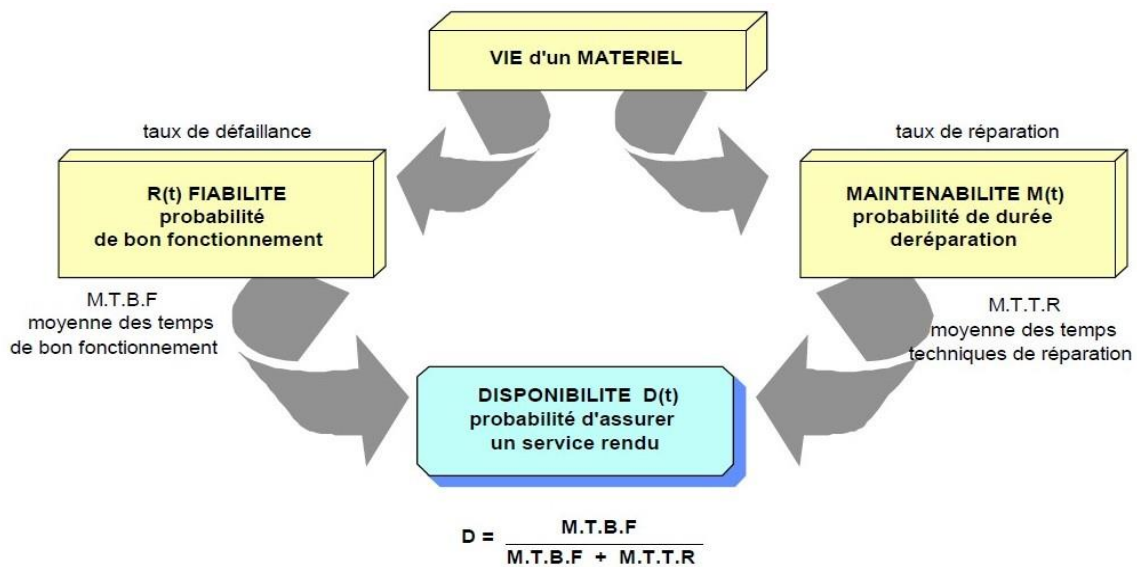 VIE d'un MATERIEL
taux de défaillance
taux de réparation
R(t) FIABILITE
probabilité
de bon fonctionnement
MAINTENABILITE M(t)
probabilité de durée
deréparation
M.T.B.F
moyenne des temps
de bon fonctionnement
M.T.T.R
moyenne des temps
techniques de réparation
DISPONIBILITE D(t)
probabilité d'assurer
un service rendu
D = M.T.B.F
M.T.B.F + M.T.T.R